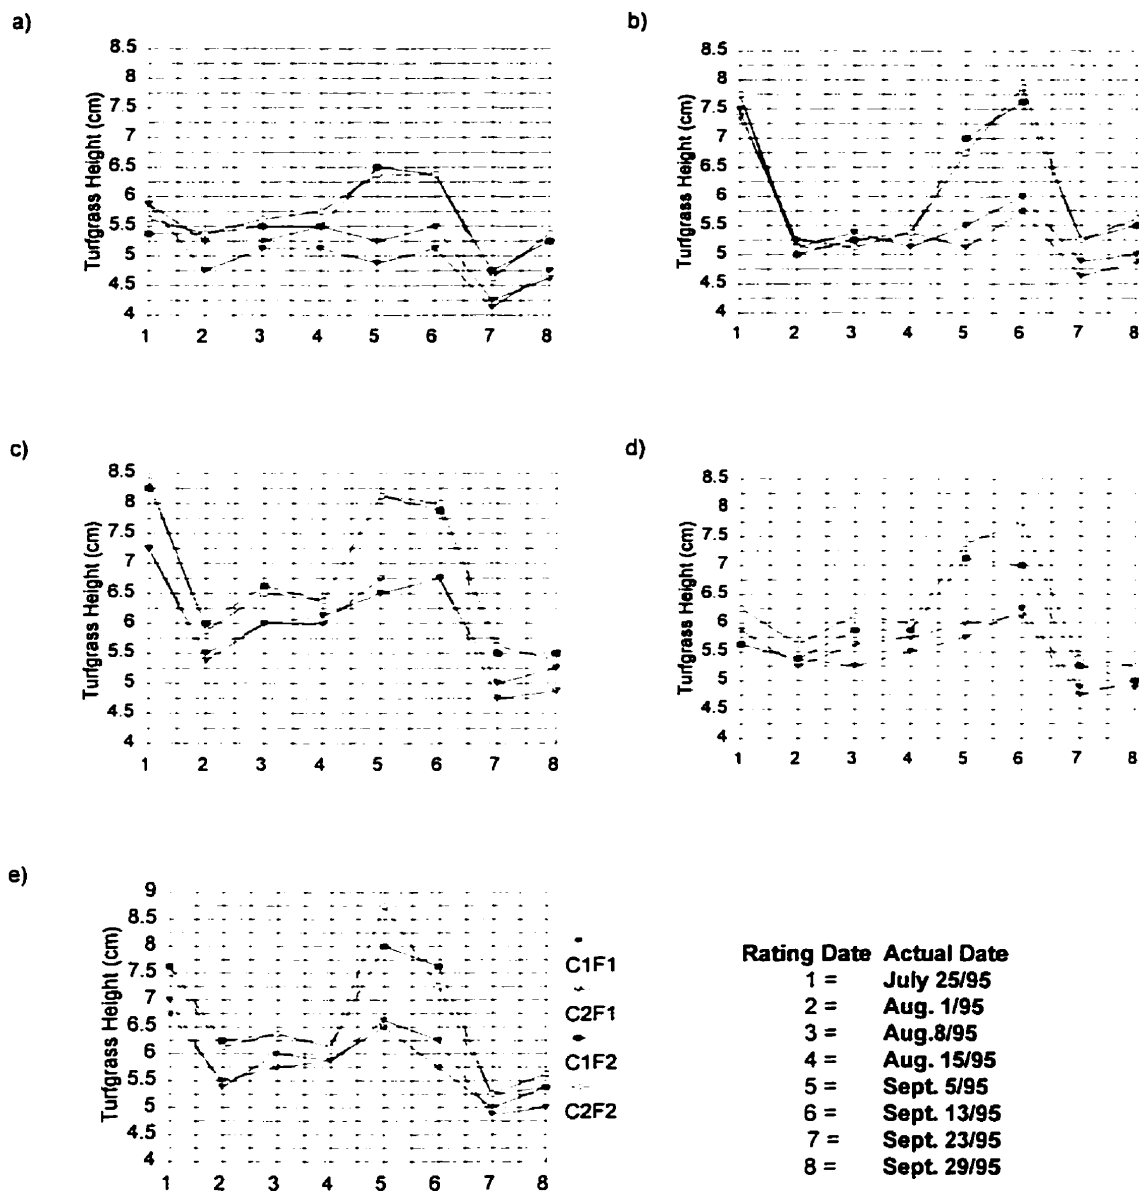 a)
8.5
8
7.5
7
6.5
6
5.5
5
4.5
4
Turfgrass Height (cm)
1 2 3 4 5 6 7 8
b)
8.5
8
7.5
7
6.5
6
5.5
5
4.5
4
Turfgrass Height (cm)
1 2 3 4 5 6 7 8
c)
8.5
8
7.5
7
6.5
6
5.5
5
4.5
4
Turfgrass Height (cm)
1 2 3 4 5 6 7 8
d)
8.5
8
7.5
7
6.5
6
5.5
5
4.5
4
Turfgrass Height (cm)
1 2 3 4 5 6 7 8
e)
9
8.5
8
7.5
7
6.5
6
5.5
5
4.5
4
Turfgrass Height (cm)
1 2 3 4 5 6 7 8
C1F1
C2F1
C1F2
C2F2
Rating Date Actual Date
1 = July 25/95
2 = Aug. 1/95
3 = Aug.8/95
4 = Aug. 15/95
5 = Sept. 5/95
6 = Sept. 13/95
7 = Sept. 23/95
8 = Sept. 29/95